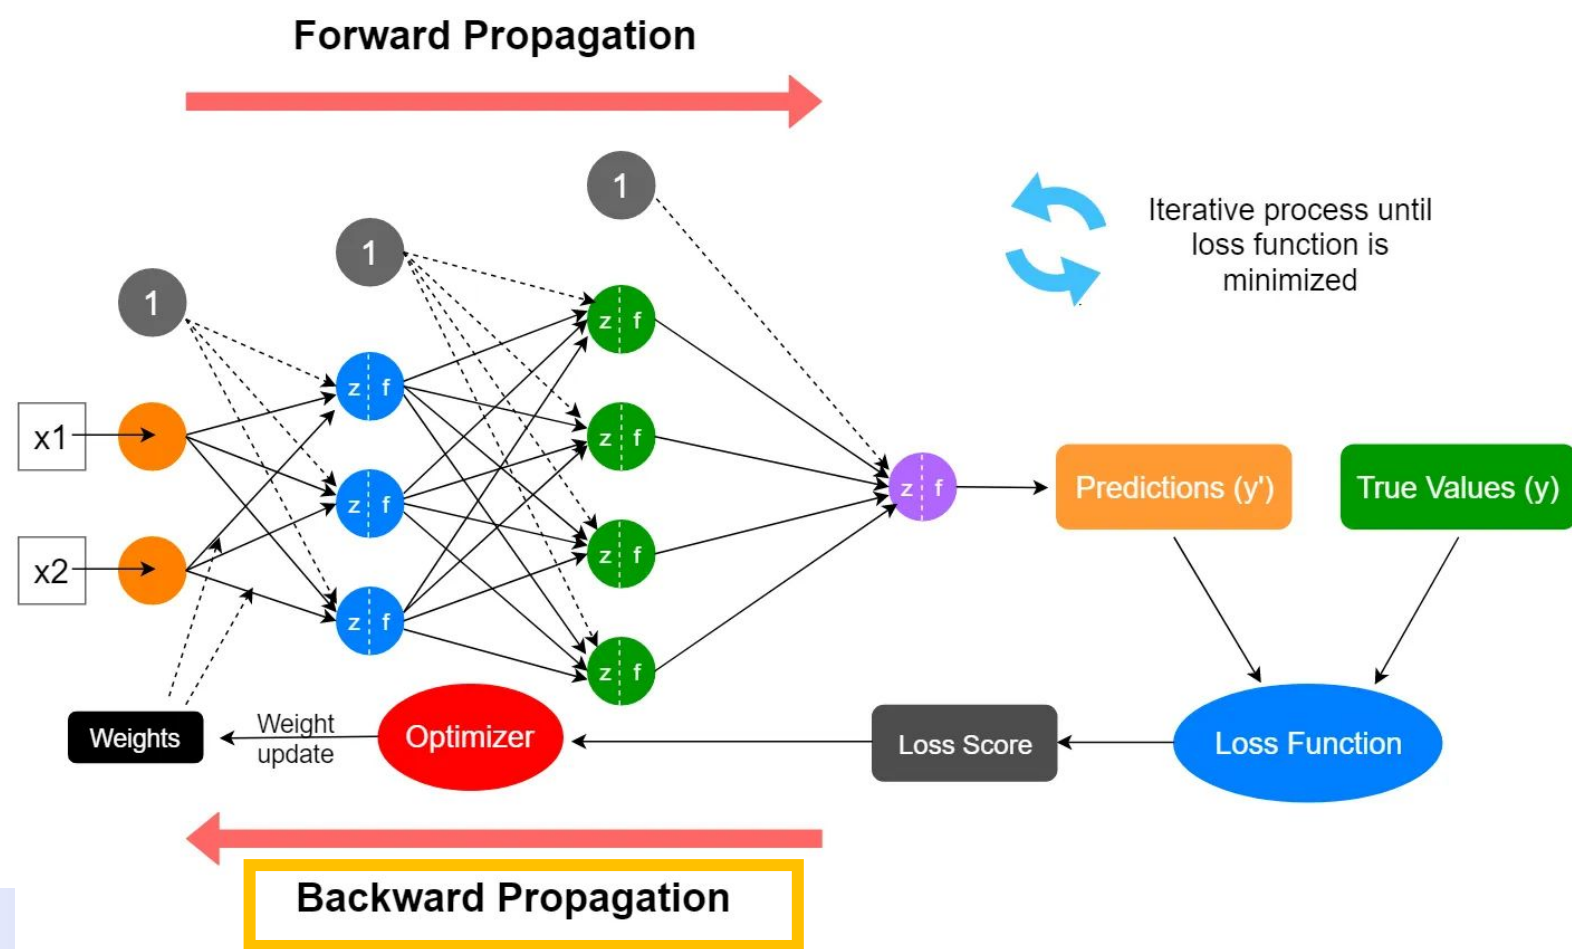 Forward Propagation
1
1
1
Iterative process until
loss function is
minimized
z f
z f
z f
z f
z f
z f
z f
x1
x2
z f
Predictions (y')
True Values (y)
Weights
Weight
update
Optimizer
Loss Score
Loss Function
Backward Propagation